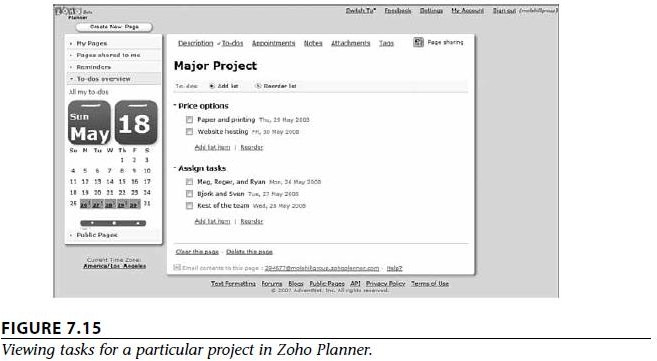 ZOHO Beta
Planner
Switch To Feedback Settings My Account Sign out (molehillgroup)
Create New Page
My Pages
Pages shared to me
Reminders
To-dos overview
All my to-dos
Sun
May
18
Su M Tu W Th F S
1 2 3
4 5 6 7 8 9 10
11 12 13 14 15 16 17
18 19 20 21 22 23 24
25 26 27 28 29 30 31
Public Pages
Current Time Zone:
America/Los_Angeles
Description To-dos Appointments Notes Attachments Tags Page sharing
Major Project
To-dos Add list Reorder list
Price options
Paper and printing Thu, 29 May 2008
Website hosting Fri, 30 May 2008
Add list item | Reorder
Assign tasks
Meg, Roger, and Ryan Mon, 26 May 2008
Bjork and Sven Tue, 27 May 2008
Rest of the team Wed, 28 May 2008
Add list item | Reorder
Clear this page - Delete this page
Email contents to this page : 294677@molehillgroup.zohoplanner.com - Help?
Text Formatting Forums Blogs Public Pages API Privacy Policy Terms of Use
© 2007 AdventNet, Inc. All rights reserved.
FIGURE 7.15
Viewing tasks for a particular project in Zoho Planner.